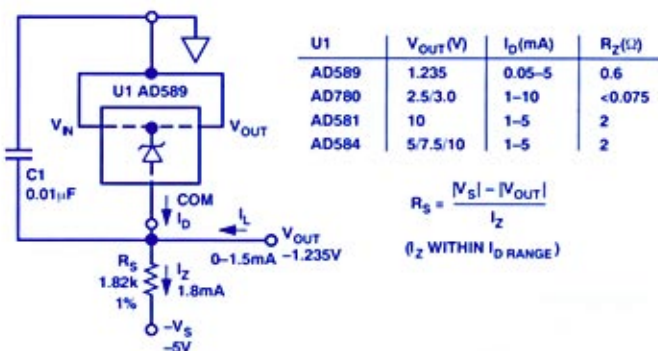 U1 AD589
V_IN
V_OUT
C1
0.01μF
COM
I_D
I_L
V_OUT
0–1.5mA –1.235V
R_S
1.82k
1%
I_Z
1.8mA
–V_S
–5V
U1 V_OUT(V) I_D(mA) R_Z(Ω)
AD589 1.235 0.05–5 0.6
AD780 2.5/3.0 1–10 <0.075
AD581 10 1–5 2
AD584 5/7.5/10 1–5 2
R_S = |V_S| – |V_OUT|
I_Z
(I_Z WITHIN I_D RANGE)